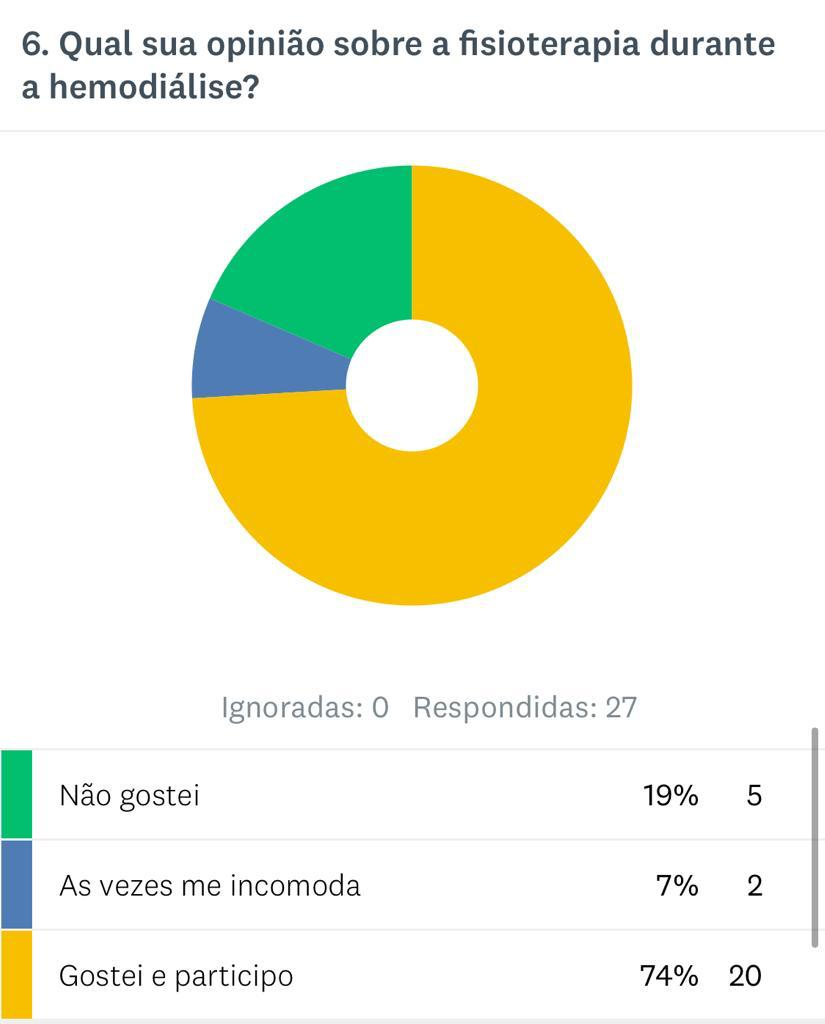 6. Qual sua opinião sobre a fisioterapia durante
a hemodiálise?
Ignoradas: 0 Respondidas: 27
Não gostei 19% 5
As vezes me incomoda 7% 2
Gostei e participo 74% 20